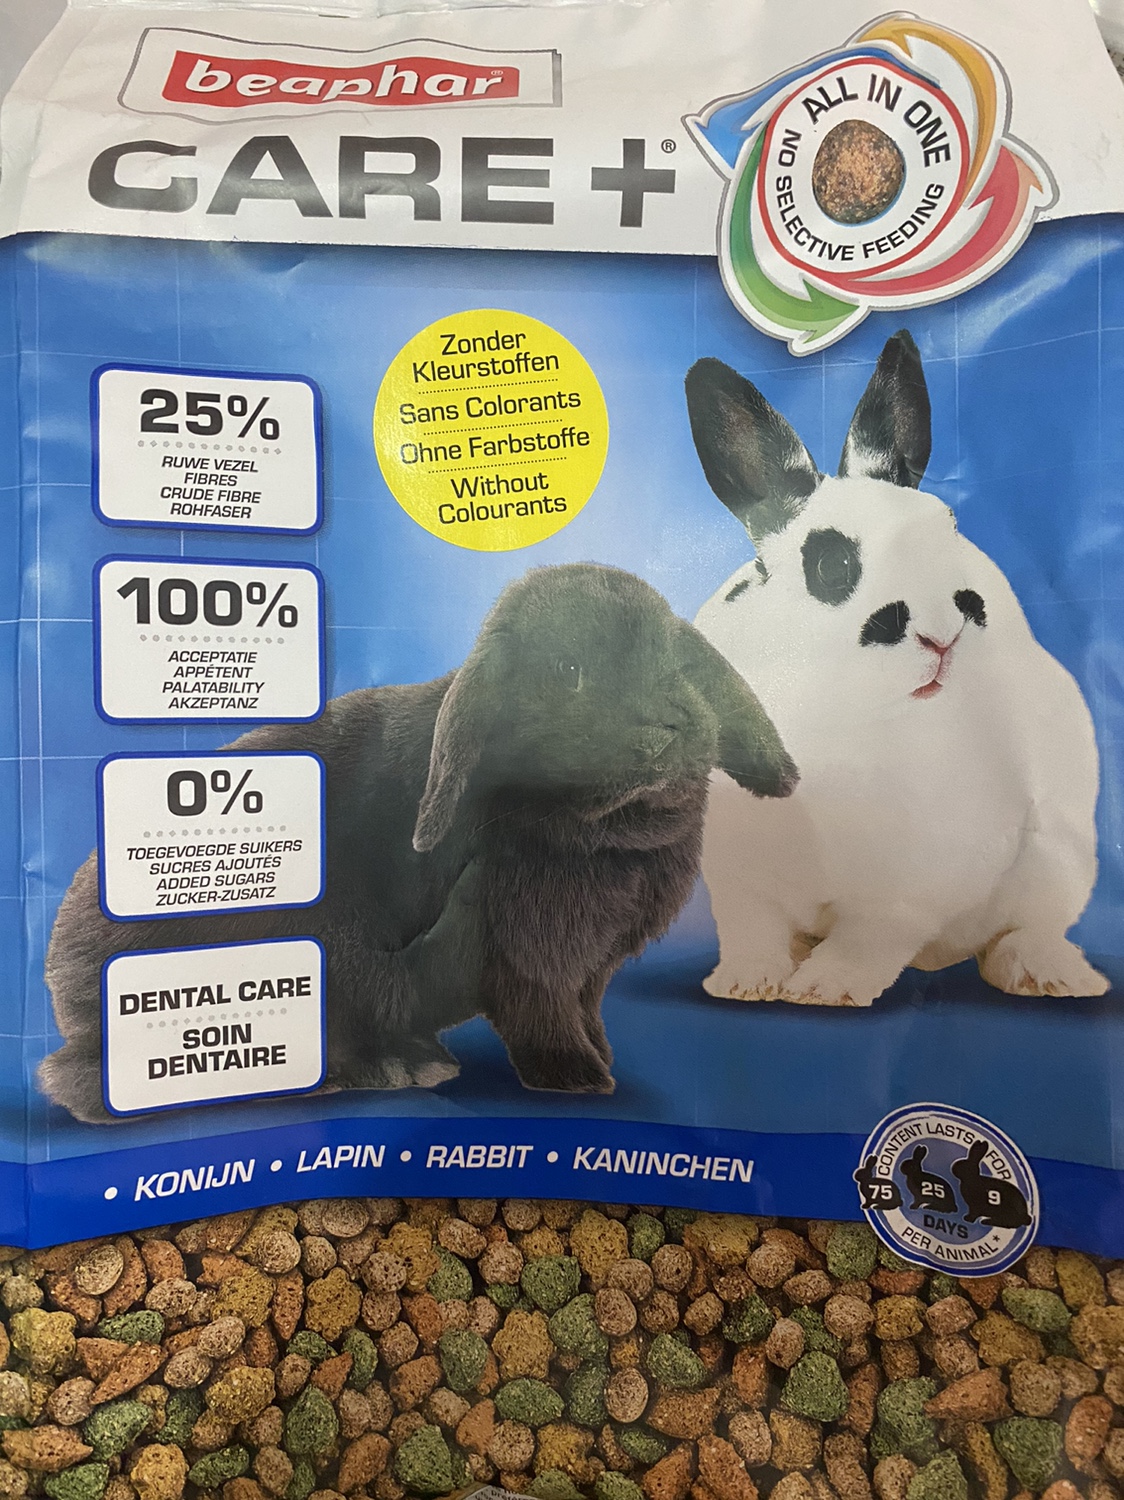 beaphar®
CARE+®
ALL IN ONE
NO SELECTIVE FEEDING
Zonder
Kleurstoffen
Sans Colorants
Ohne Farbstoffe
Without
Colourants
25%
RUWE VEZEL
FIBRES
CRUDE FIBRE
ROHFASER
100%
ACCEPTATIE
APPÉTENT
PALATABILITY
AKZEPTANZ
0%
TOEGEVOEGDE SUIKERS
SUCRES AJOUTÉS
ADDED SUGARS
ZUCKER-ZUSATZ
DENTAL CARE
SOIN
DENTAIRE
• KONIJN • LAPIN • RABBIT • KANINCHEN
CONTENT LASTS FOR
75 25 9
DAYS
PER ANIMAL*